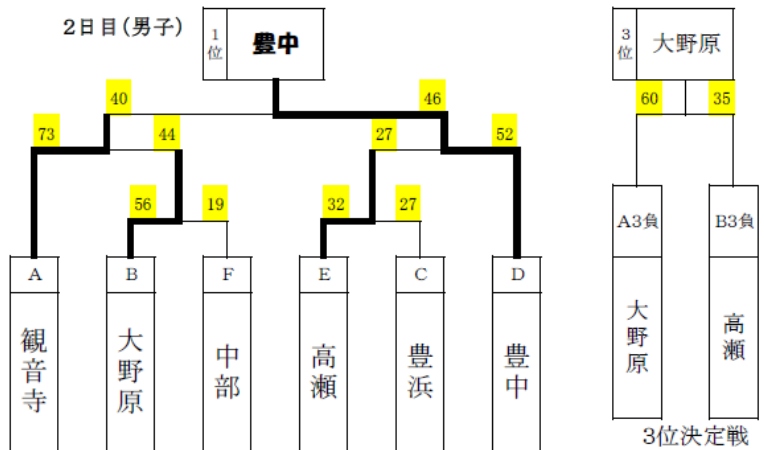 2日目(男子)
1位
豊中
3位
大野原
40
46
60
35
73
44
27
52
56
19
32
27
A3負
B3負
A
B
F
E
C
D
観音寺
大野原
中部
高瀬
豊浜
豊中
大野原
高瀬
3位決定戦